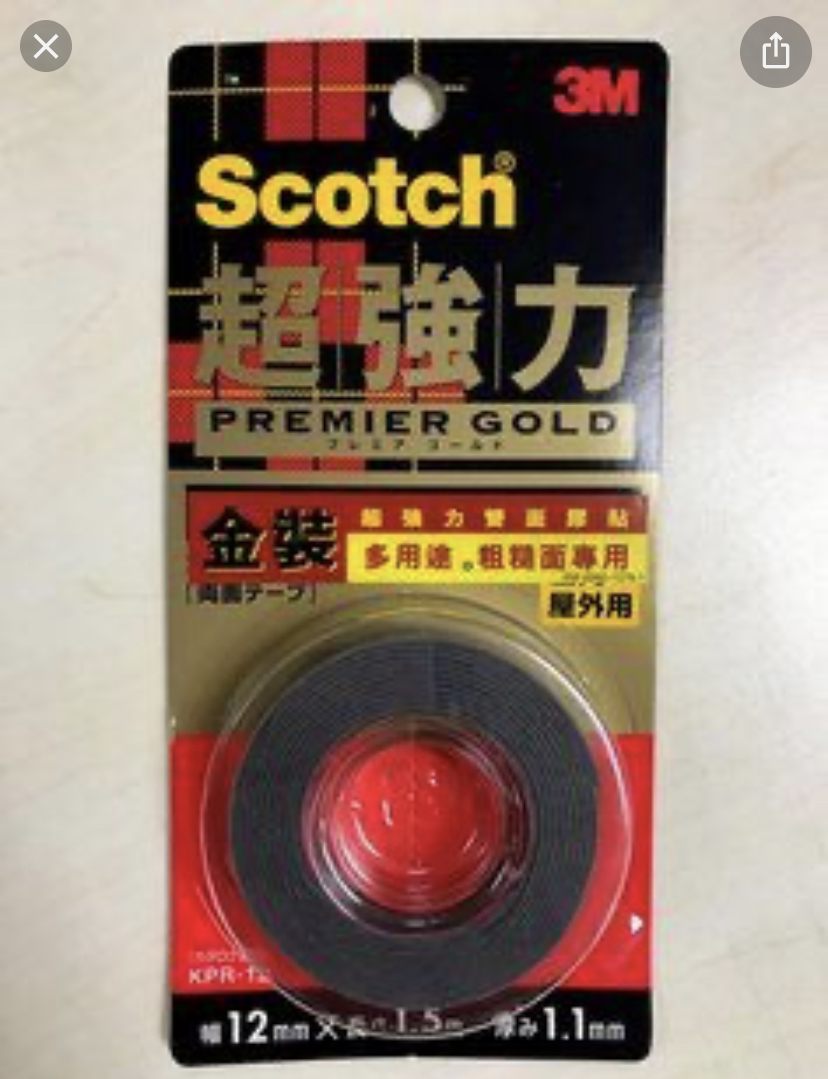 ™
3M
Scotch®
超強力
PREMIER GOLD
プレミア ゴールド
金装
超強力雙面膠貼
多用途。粗糙面專用
[両面テープ]
屋外用
KPR-12
幅12mm×長さ1.5m 厚み1.1mm